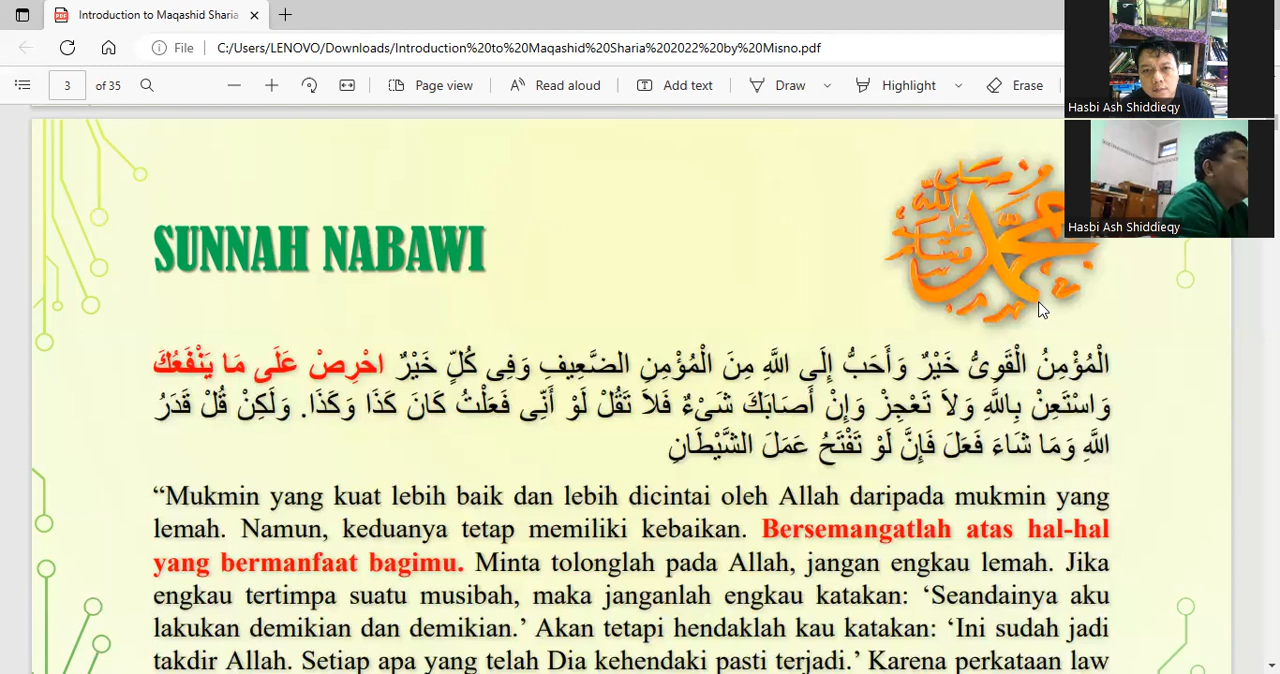 Introduction to Maqashid Sharia
File C:/Users/LENOVO/Downloads/Introduction%20to%20Maqashid%20Sharia%202022%20by%20Misno.pdf
3 of 35 Page view Read aloud Add text Draw Highlight Erase
Hasbi Ash Shiddieqy
Hasbi Ash Shiddieqy
محمد
صلى الله عليه وسلم
SUNNAH NABAWI
الْمُؤْمِنُ الْقَوِىُّ خَيْرٌ وَأَحَبُّ إِلَى اللَّهِ مِنَ الْمُؤْمِنِ الضَّعِيفِ وَفِى كُلٍّ خَيْرٌ احْرِصْ عَلَى مَا يَنْفَعُكَ
وَاسْتَعِنْ بِاللَّهِ وَلاَ تَعْجِزْ وَإِنْ أَصَابَكَ شَىْءٌ فَلاَ تَقُلْ لَوْ أَنِّى فَعَلْتُ كَانَ كَذَا وَكَذَا. وَلَكِنْ قُلْ قَدَرُ
اللَّهِ وَمَا شَاءَ فَعَلَ فَإِنَّ لَوْ تَفْتَحُ عَمَلَ الشَّيْطَانِ
“Mukmin yang kuat lebih baik dan lebih dicintai oleh Allah daripada mukmin yang
lemah. Namun, keduanya tetap memiliki kebaikan. Bersemangatlah atas hal-hal
yang bermanfaat bagimu. Minta tolonglah pada Allah, jangan engkau lemah. Jika
engkau tertimpa suatu musibah, maka janganlah engkau katakan: ‘Seandainya aku
lakukan demikian dan demikian.’ Akan tetapi hendaklah kau katakan: ‘Ini sudah jadi
takdir Allah. Setiap apa yang telah Dia kehendaki pasti terjadi.’ Karena perkataan law